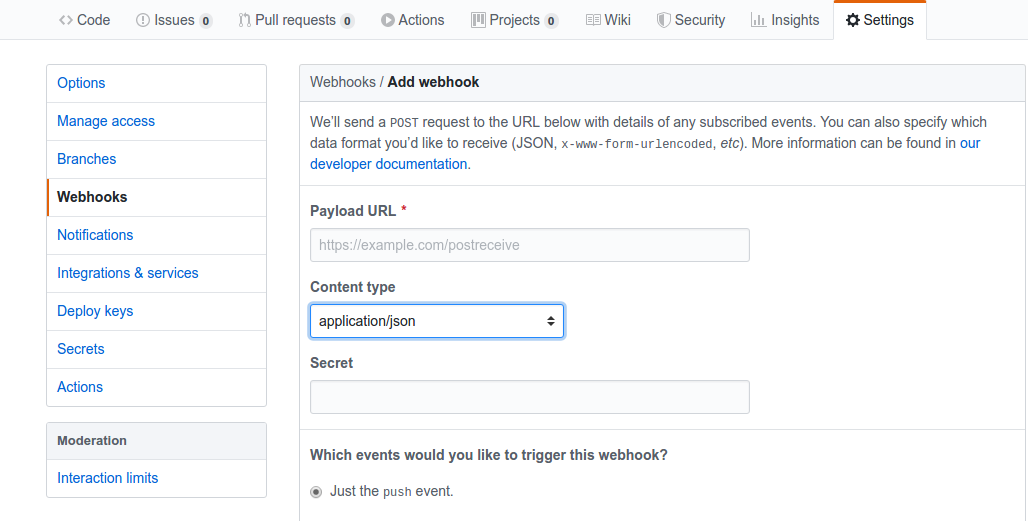 Code Issues 0 Pull requests 0 Actions Projects 0 Wiki Security Insights Settings
Options
Manage access
Branches
Webhooks
Notifications
Integrations & services
Deploy keys
Secrets
Actions
Moderation
Interaction limits
Webhooks / Add webhook
We'll send a POST request to the URL below with details of any subscribed events. You can also specify which
data format you'd like to receive (JSON, x-www-form-urlencoded, etc). More information can be found in our
developer documentation.
Payload URL *
https://example.com/postreceive
Content type
application/json
Secret
Which events would you like to trigger this webhook?
Just the push event.